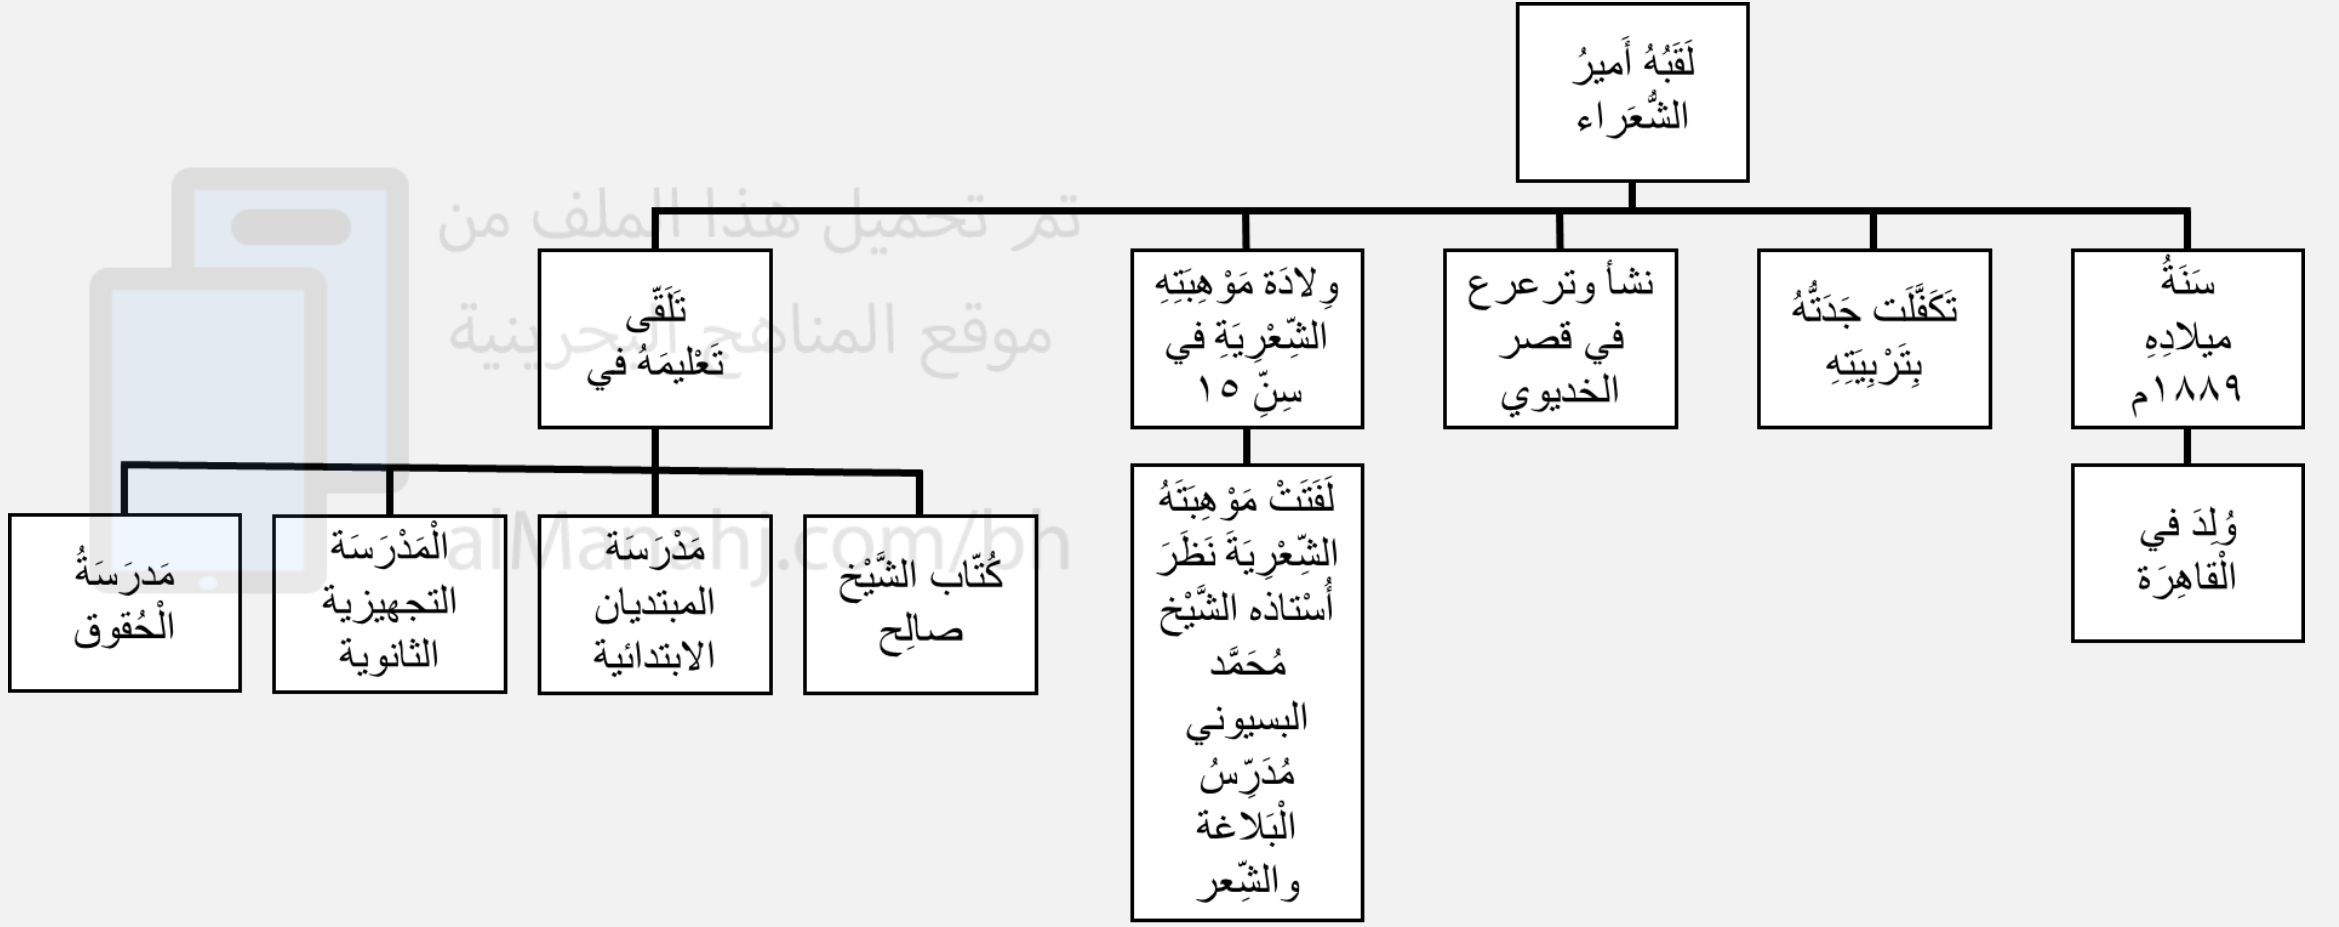 لَقَبُهُ أَميرُ
الشُّعَراء
تم تحميل هذا الملف من
موقع المناهج البحرينية
alManahj.com/bh
سَنَةُ
ميلادِهِ
١٨٨٩م
تَكَفَّلَت جَدَتُّهُ
بِتَرْبِيَتِهِ
نشأ وترعرع
في قصر
الخديوي
وِلادَة مَوْهِبَتِهِ
الشِّعْرِيَةِ في
سِنِّ ١٥
تَلَقّى
تَعْليمَهُ في
وُلِدَ في
الْقاهِرَة
لَفَتَتْ مَوْهِبَتَهُ
الشِّعْرِيَةَ نَظَرَ
أُسْتاذه الشَّيْخ
مُحَمَّد
البسيوني
مُدَرِّسُ
الْبَلاغة
والشِّعر
كُتّاب الشَّيْخ
صالِح
مَدْرَسَة
المبتديان
الابتدائية
الْمَدْرَسَة
التجهيزية
الثانوية
مَدرَسَةُ
الْحُقوق